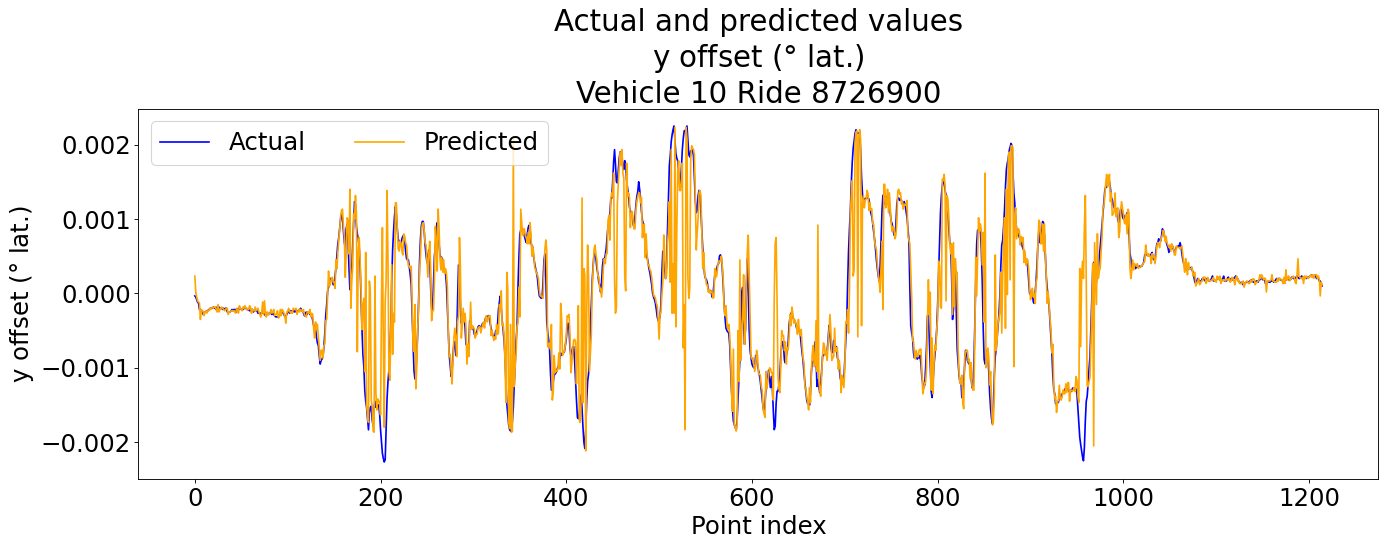 Actual and predicted values
y offset (° lat.)
Vehicle 10 Ride 8726900
Actual
Predicted
0.002
0.001
0.000
−0.001
−0.002
y offset (° lat.)
0
200
400
600
800
1000
1200
Point index